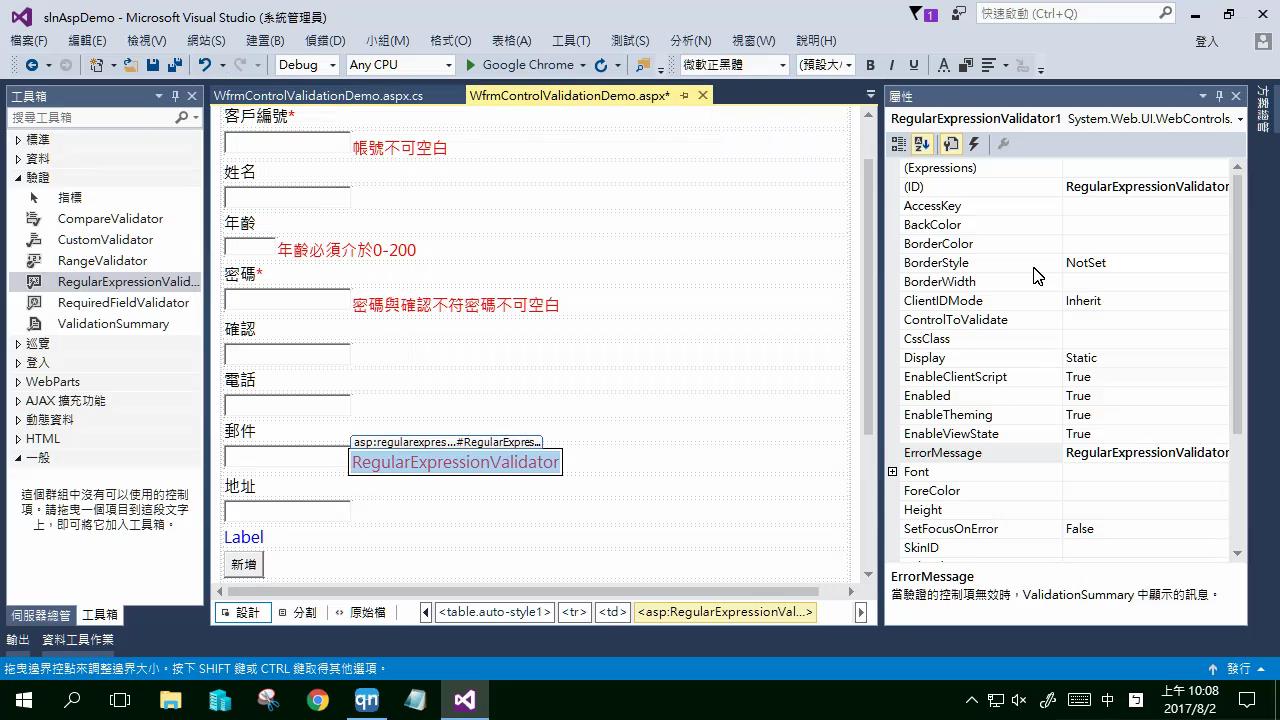 slnAspDemo - Microsoft Visual Studio (系統管理員)
1
快速啟動 (Ctrl+Q)
檔案(F) 編輯(E) 檢視(V) 網站(S) 建置(B) 偵錯(D) 小組(M) 格式(O) 表格(A) 工具(T) 測試(S) 分析(N) 視窗(W) 說明(H) 登入
Debug Any CPU Google Chrome 微軟正黑體 (預設大 B I U A
工具箱
搜尋工具箱
標準
資料
驗證
指標
CompareValidator
CustomValidator
RangeValidator
RegularExpressionValid...
RequiredFieldValidator
ValidationSummary
巡覽
登入
WebParts
AJAX 擴充功能
動態資料
HTML
一般
這個群組中沒有可以使用的控制
項。請拖曳一個項目到這段文字
上，即可將它加入工具箱。
伺服器總管 工具箱
WfrmControlValidationDemo.aspx.cs WfrmControlValidationDemo.aspx*
客戶編號*
帳號不可空白
姓名
年齡
年齡必須介於0-200
密碼*
密碼與確認不符密碼不可空白
確認
電話
郵件
asp:regularexpres...#RegularExpres...
RegularExpressionValidator
地址
Label
新增
設計 分割 原始檔 <table.auto-style1> <tr> <td> <asp:RegularExpressionVal...>
屬性
RegularExpressionValidator1 System.Web.UI.WebControls.
(Expressions)
(ID) RegularExpressionValidator
AccessKey
BackColor
BorderColor
BorderStyle NotSet
BorderWidth
ClientIDMode Inherit
ControlToValidate
CssClass
Display Static
EnableClientScript True
Enabled True
EnableTheming True
EnableViewState True
ErrorMessage RegularExpressionValidator
Font
ForeColor
Height
SetFocusOnError False
SkinID
ErrorMessage
當驗證的控制項無效時，ValidationSummary 中顯示的訊息。
方案總管
輸出 資料工具作業
拖曳邊界控點來調整邊界大小。按下 SHIFT 鍵或 CTRL 鍵取得其他選項。
發行
qn
中
上午 10:08
2017/8/2